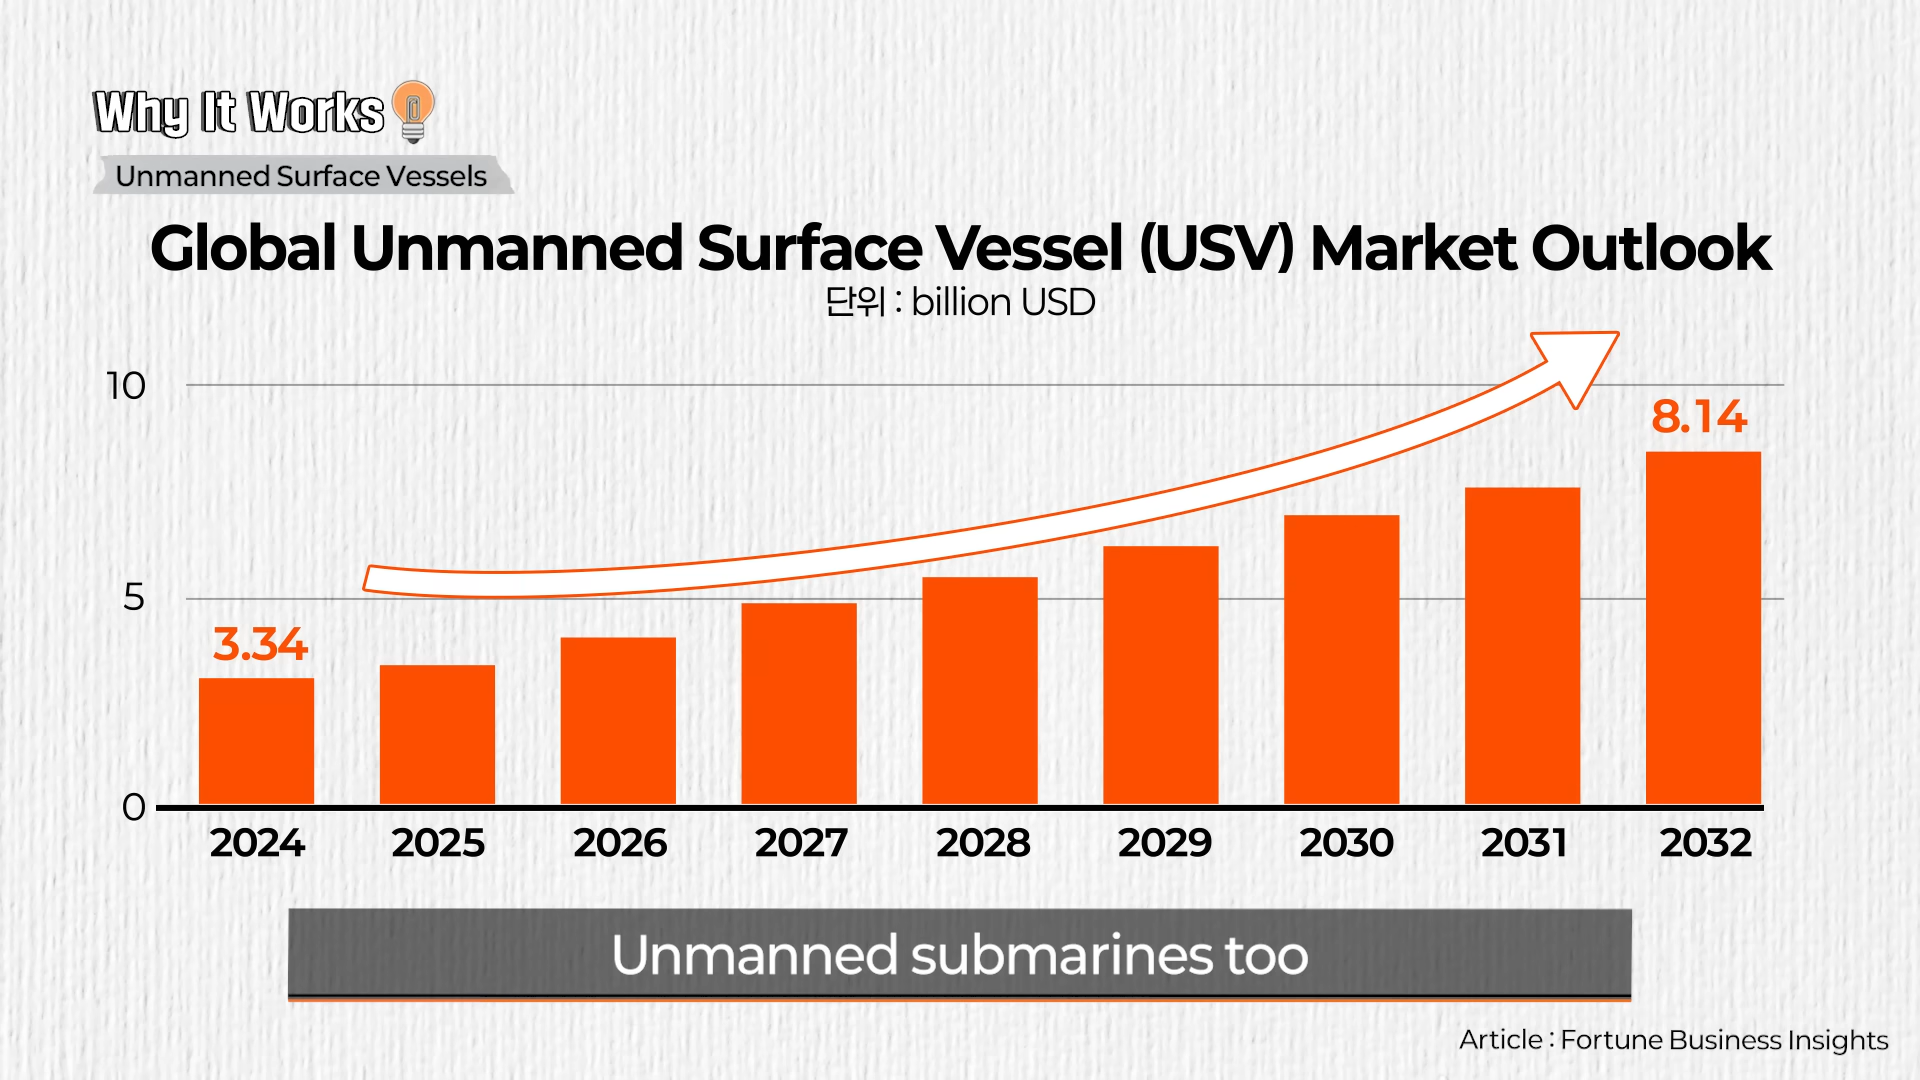 Why It Works
Unmanned Surface Vessels
Global Unmanned Surface Vessel (USV) Market Outlook
단위 : billion USD
10
8.14
5
3.34
0
2024 2025 2026 2027 2028 2029 2030 2031 2032
Unmanned submarines too
Article : Fortune Business Insights